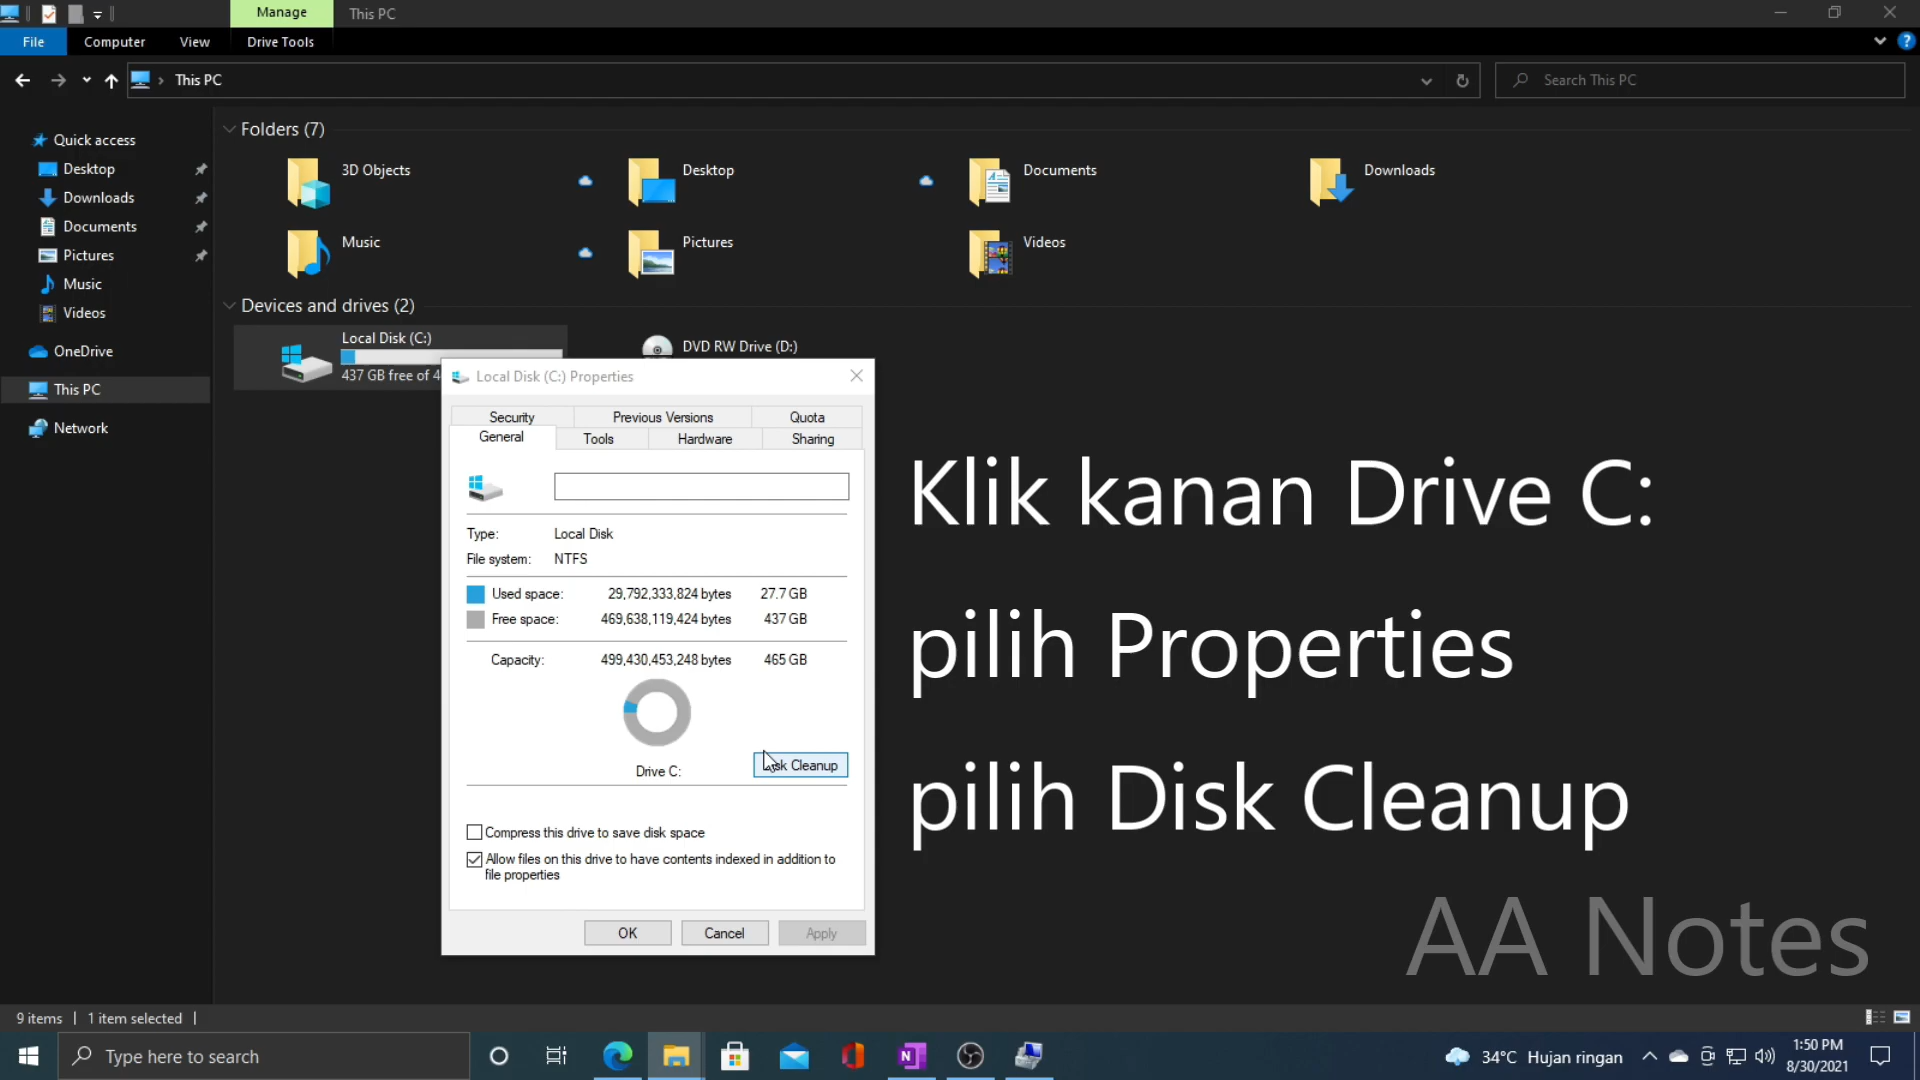 Manage
This PC
File
Computer
View
Drive Tools
This PC
Search This PC
Quick access
Desktop
Downloads
Documents
Pictures
Music
Videos
OneDrive
This PC
Network
Folders (7)
3D Objects
Desktop
Documents
Downloads
Music
Pictures
Videos
Devices and drives (2)
Local Disk (C:)
437 GB free of 4
DVD RW Drive (D:)
Local Disk (C:) Properties
Security
Previous Versions
Quota
General
Tools
Hardware
Sharing
Type: Local Disk
File system: NTFS
Used space: 29,792,333,824 bytes 27.7 GB
Free space: 469,638,119,424 bytes 437 GB
Capacity: 499,430,453,248 bytes 465 GB
Drive C:
Cleanup
Compress this drive to save disk space
Allow files on this drive to have contents indexed in addition to
file properties
OK
Cancel
Apply
Klik kanan Drive C:
pilih Properties
pilih Disk Cleanup
AA Notes
9 items
1 item selected
Type here to search
34°C Hujan ringan
1:50 PM
8/30/2021